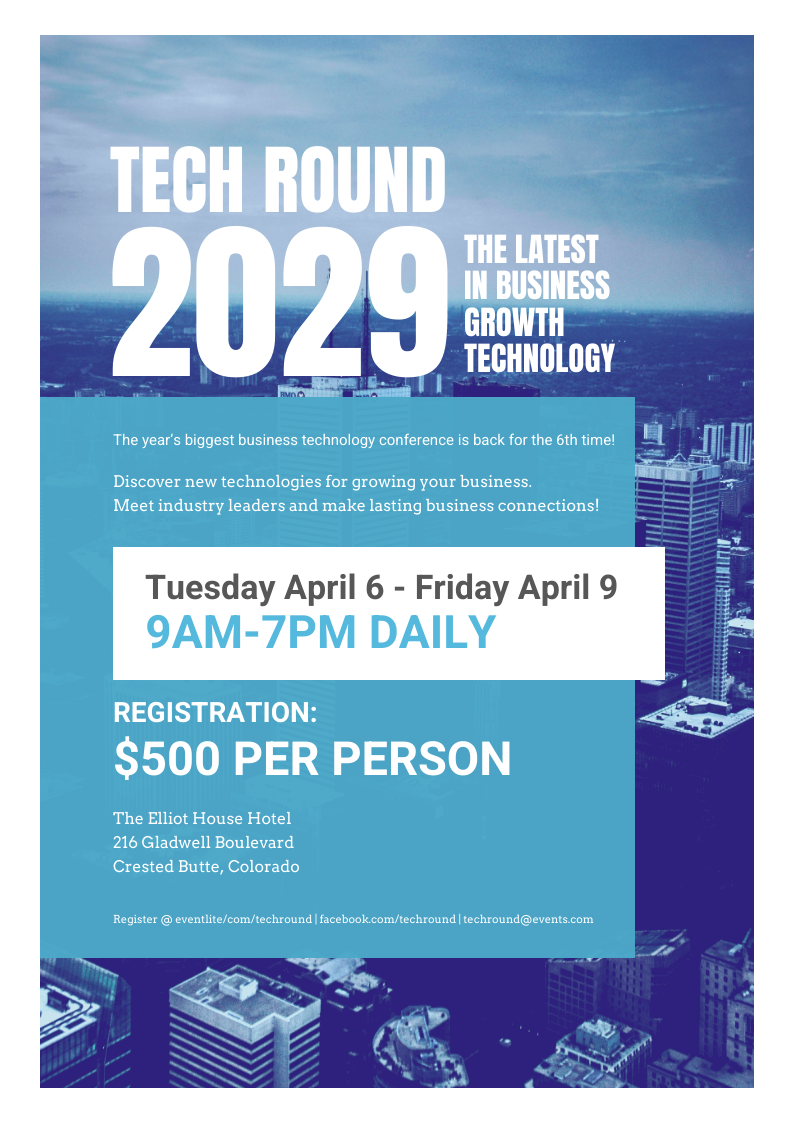 TECH ROUND
2029
THE LATEST
IN BUSINESS
GROWTH
TECHNOLOGY
The year’s biggest business technology conference is back for the 6th time!
Discover new technologies for growing your business.
Meet industry leaders and make lasting business connections!
Tuesday April 6 - Friday April 9
9AM-7PM DAILY
REGISTRATION:
$500 PER PERSON
The Elliot House Hotel
216 Gladwell Boulevard
Crested Butte, Colorado
Register @ eventlite/com/techround | facebook.com/techround | techround@events.com